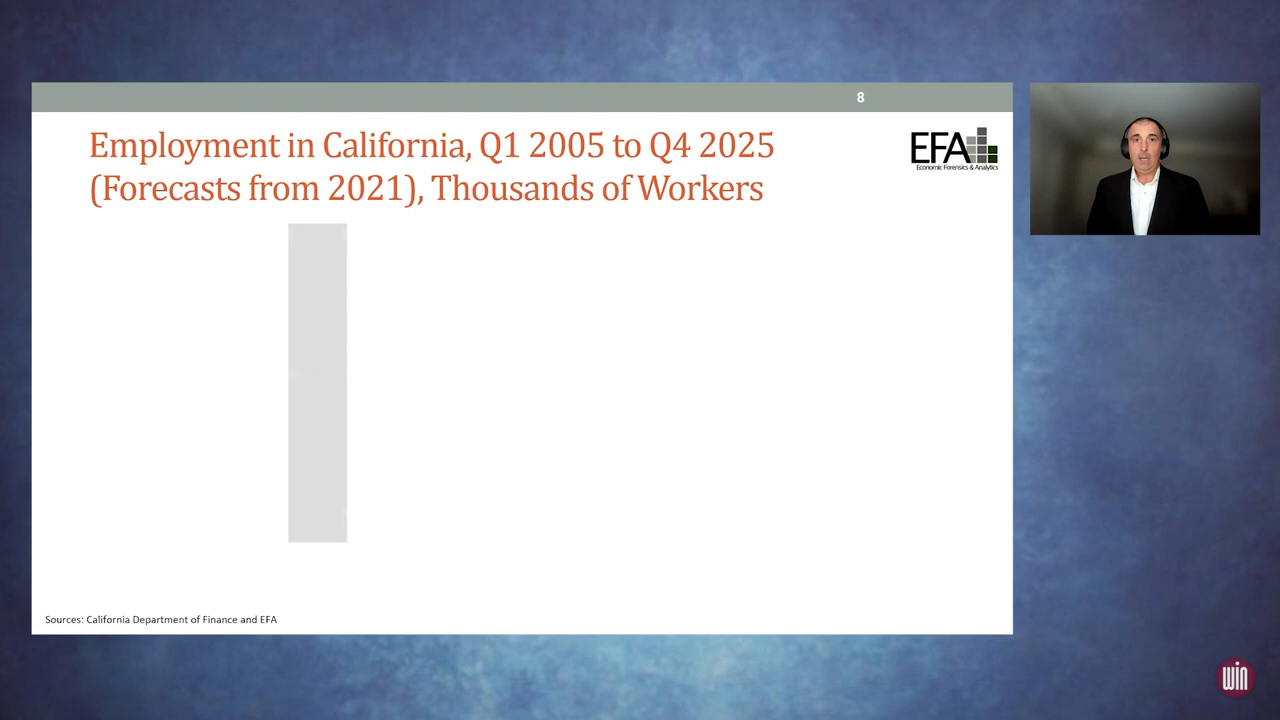 8
Employment in California, Q1 2005 to Q4 2025
(Forecasts from 2021), Thousands of Workers
EFA
Economic Forensics & Analytics
Sources: California Department of Finance and EFA
win